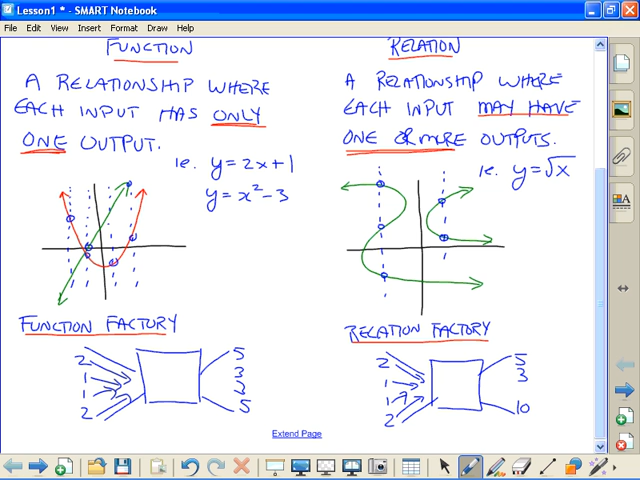 Lesson1 * - SMART Notebook
File Edit View Insert Format Draw Help
FUNCTION
A RELATIONSHIP WHERE
EACH INPUT HAS ONLY
ONE OUTPUT.
ie. y = 2x + 1
y = x² - 3
FUNCTION FACTORY
2
1
1
2
5
3
3
5
RELATION
A RELATIONSHIP WHERE
EACH INPUT MAY HAVE
ONE OR MORE OUTPUTS.
ie. y = √x
RELATION FACTORY
2
1
1
2
5
3
10
Extend Page